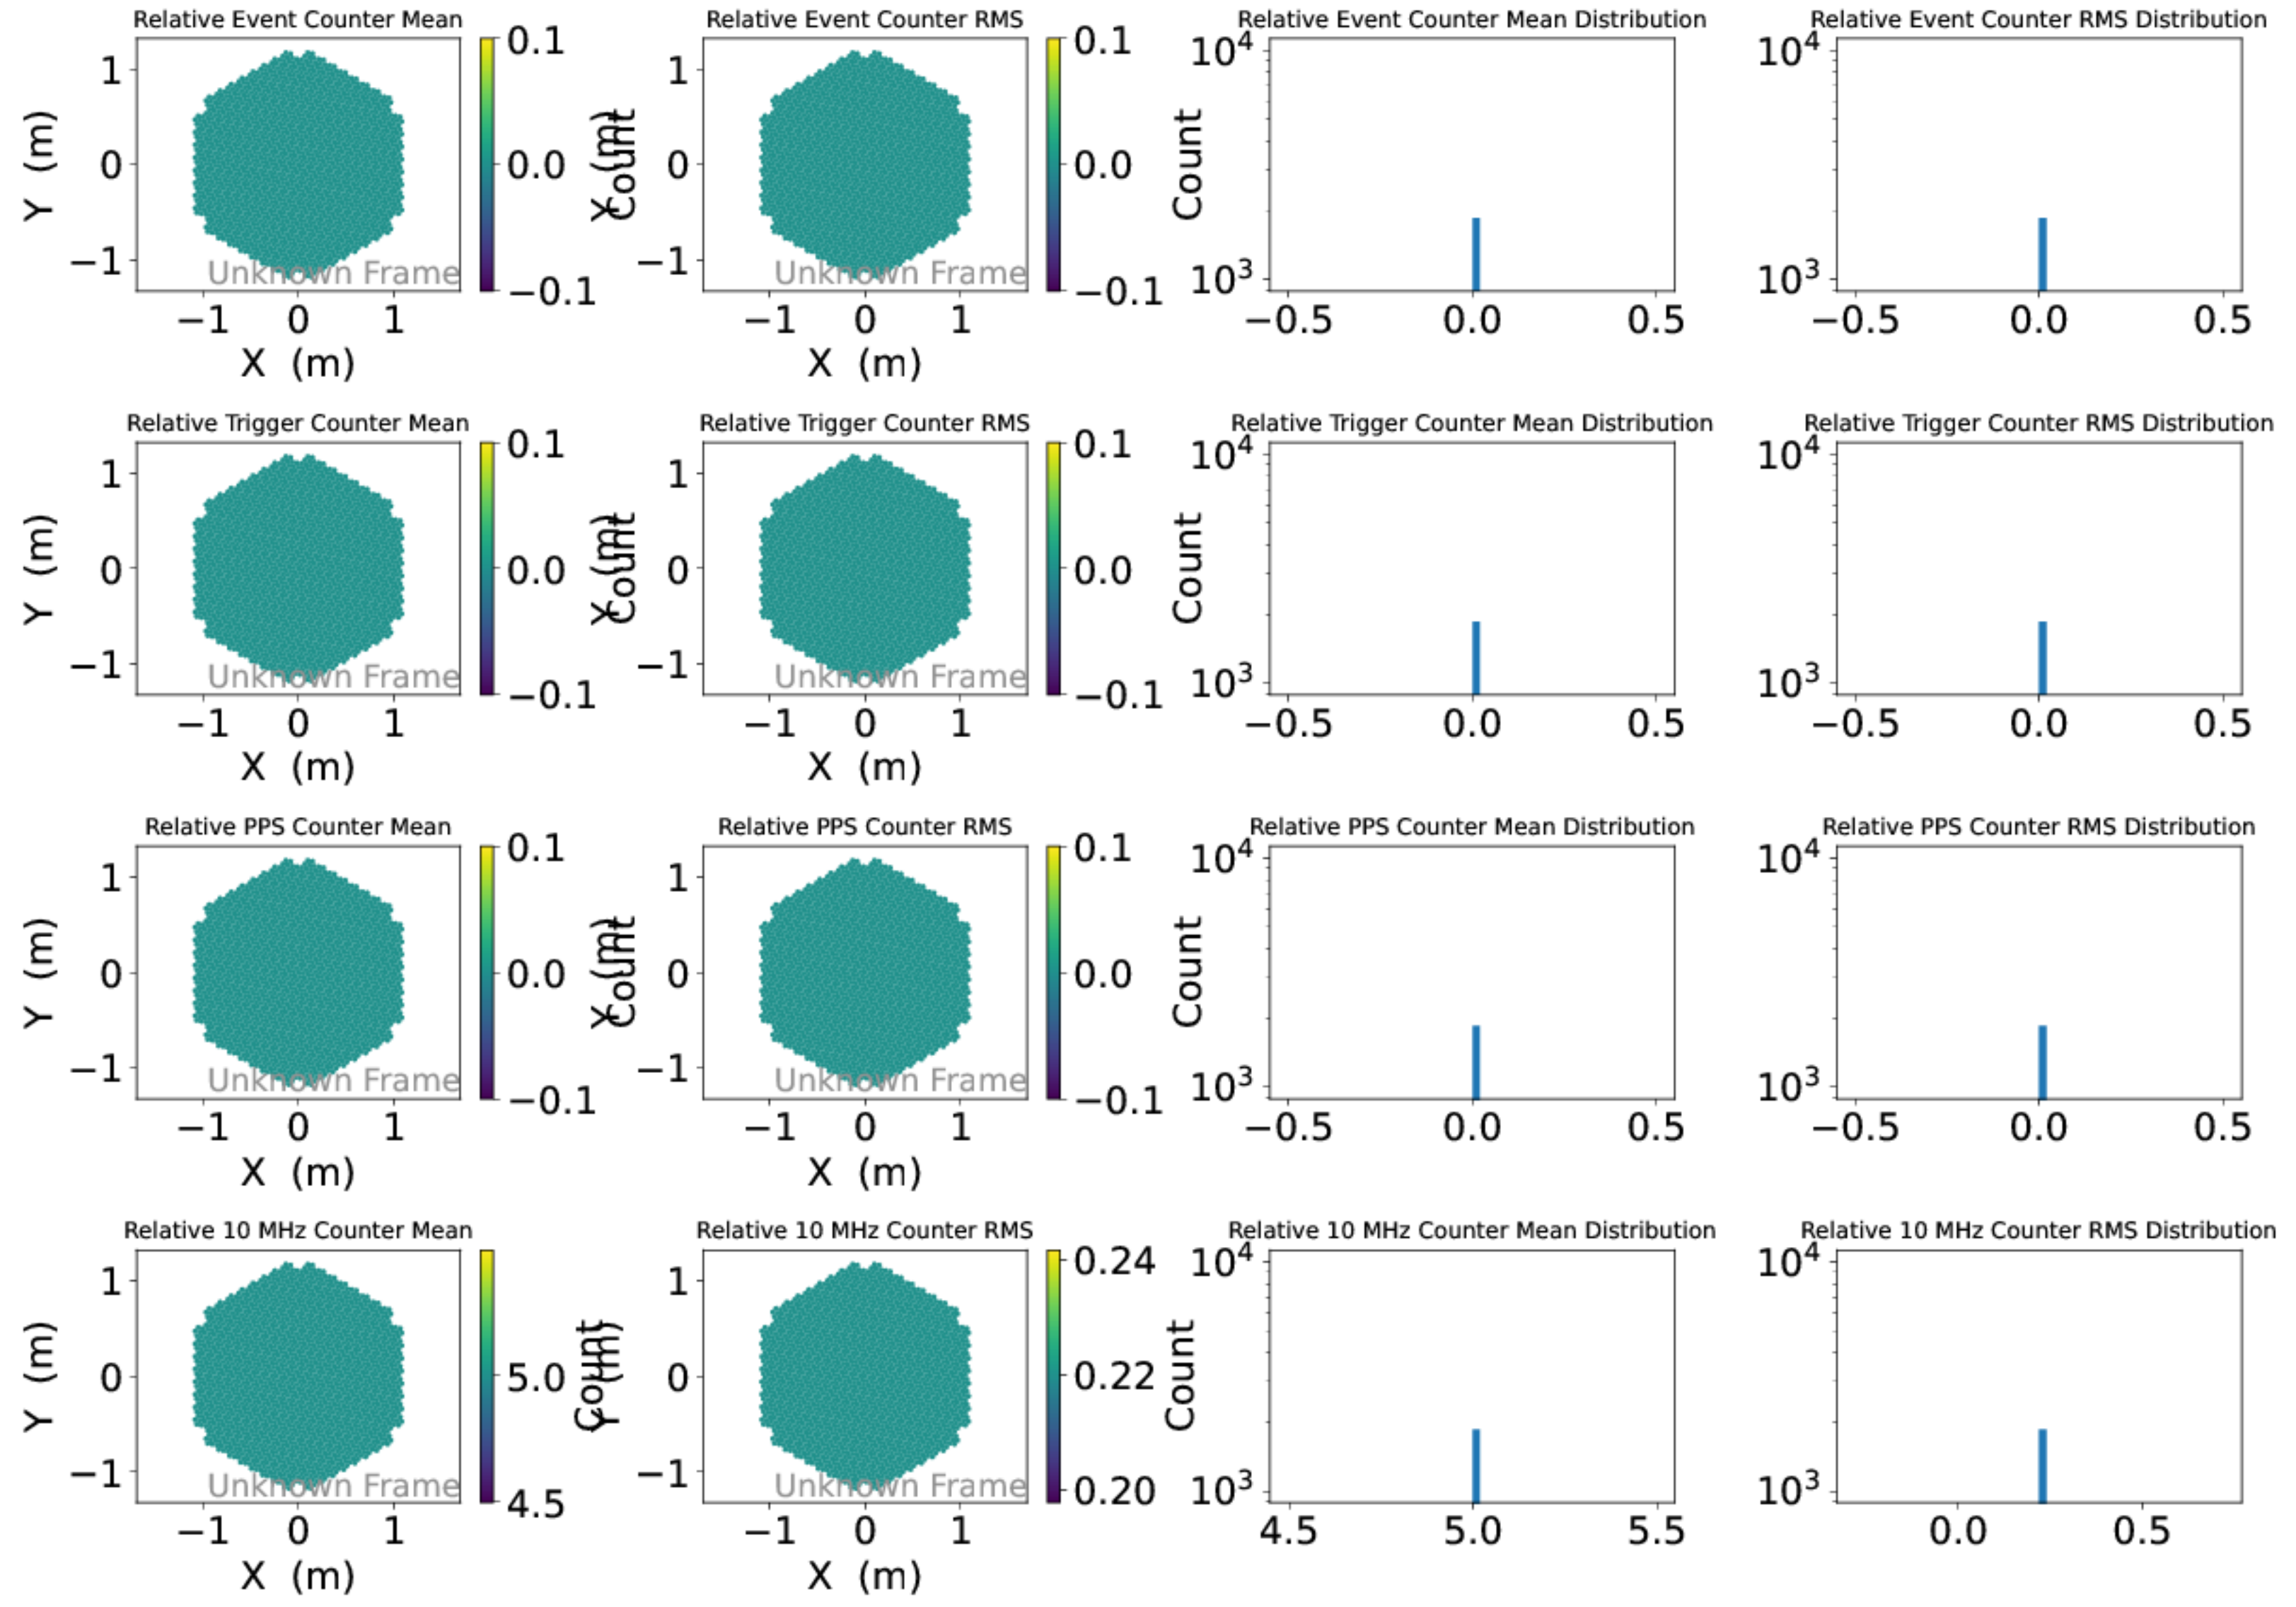 Relative Event Counter Mean
Y (m)
1
0
−1
Unknown Frame
−1 0 1
X (m)
0.1
0.0
−0.1
Count
Relative Event Counter RMS
Y (m)
1
0
−1
Unknown Frame
−1 0 1
X (m)
0.1
0.0
−0.1
Relative Event Counter Mean Distribution
Count
10⁴
10³
−0.5 0.0 0.5
Relative Event Counter RMS Distribution
10⁴
10³
−0.5 0.0 0.5
Relative Trigger Counter Mean
Y (m)
1
0
−1
Unknown Frame
−1 0 1
X (m)
0.1
0.0
−0.1
Count
Relative Trigger Counter RMS
Y (m)
1
0
−1
Unknown Frame
−1 0 1
X (m)
0.1
0.0
−0.1
Relative Trigger Counter Mean Distribution
Count
10⁴
10³
−0.5 0.0 0.5
Relative Trigger Counter RMS Distribution
10⁴
10³
−0.5 0.0 0.5
Relative PPS Counter Mean
Y (m)
1
0
−1
Unknown Frame
−1 0 1
X (m)
0.1
0.0
−0.1
Count
Relative PPS Counter RMS
Y (m)
1
0
−1
Unknown Frame
−1 0 1
X (m)
0.1
0.0
−0.1
Relative PPS Counter Mean Distribution
Count
10⁴
10³
−0.5 0.0 0.5
Relative PPS Counter RMS Distribution
10⁴
10³
−0.5 0.0 0.5
Relative 10 MHz Counter Mean
Y (m)
1
0
−1
Unknown Frame
−1 0 1
X (m)
5.0
4.5
Count
Relative 10 MHz Counter RMS
Y (m)
1
0
−1
Unknown Frame
−1 0 1
X (m)
0.24
0.22
0.20
Relative 10 MHz Counter Mean Distribution
Count
10⁴
10³
4.5 5.0 5.5
Relative 10 MHz Counter RMS Distribution
10⁴
10³
0.0 0.5